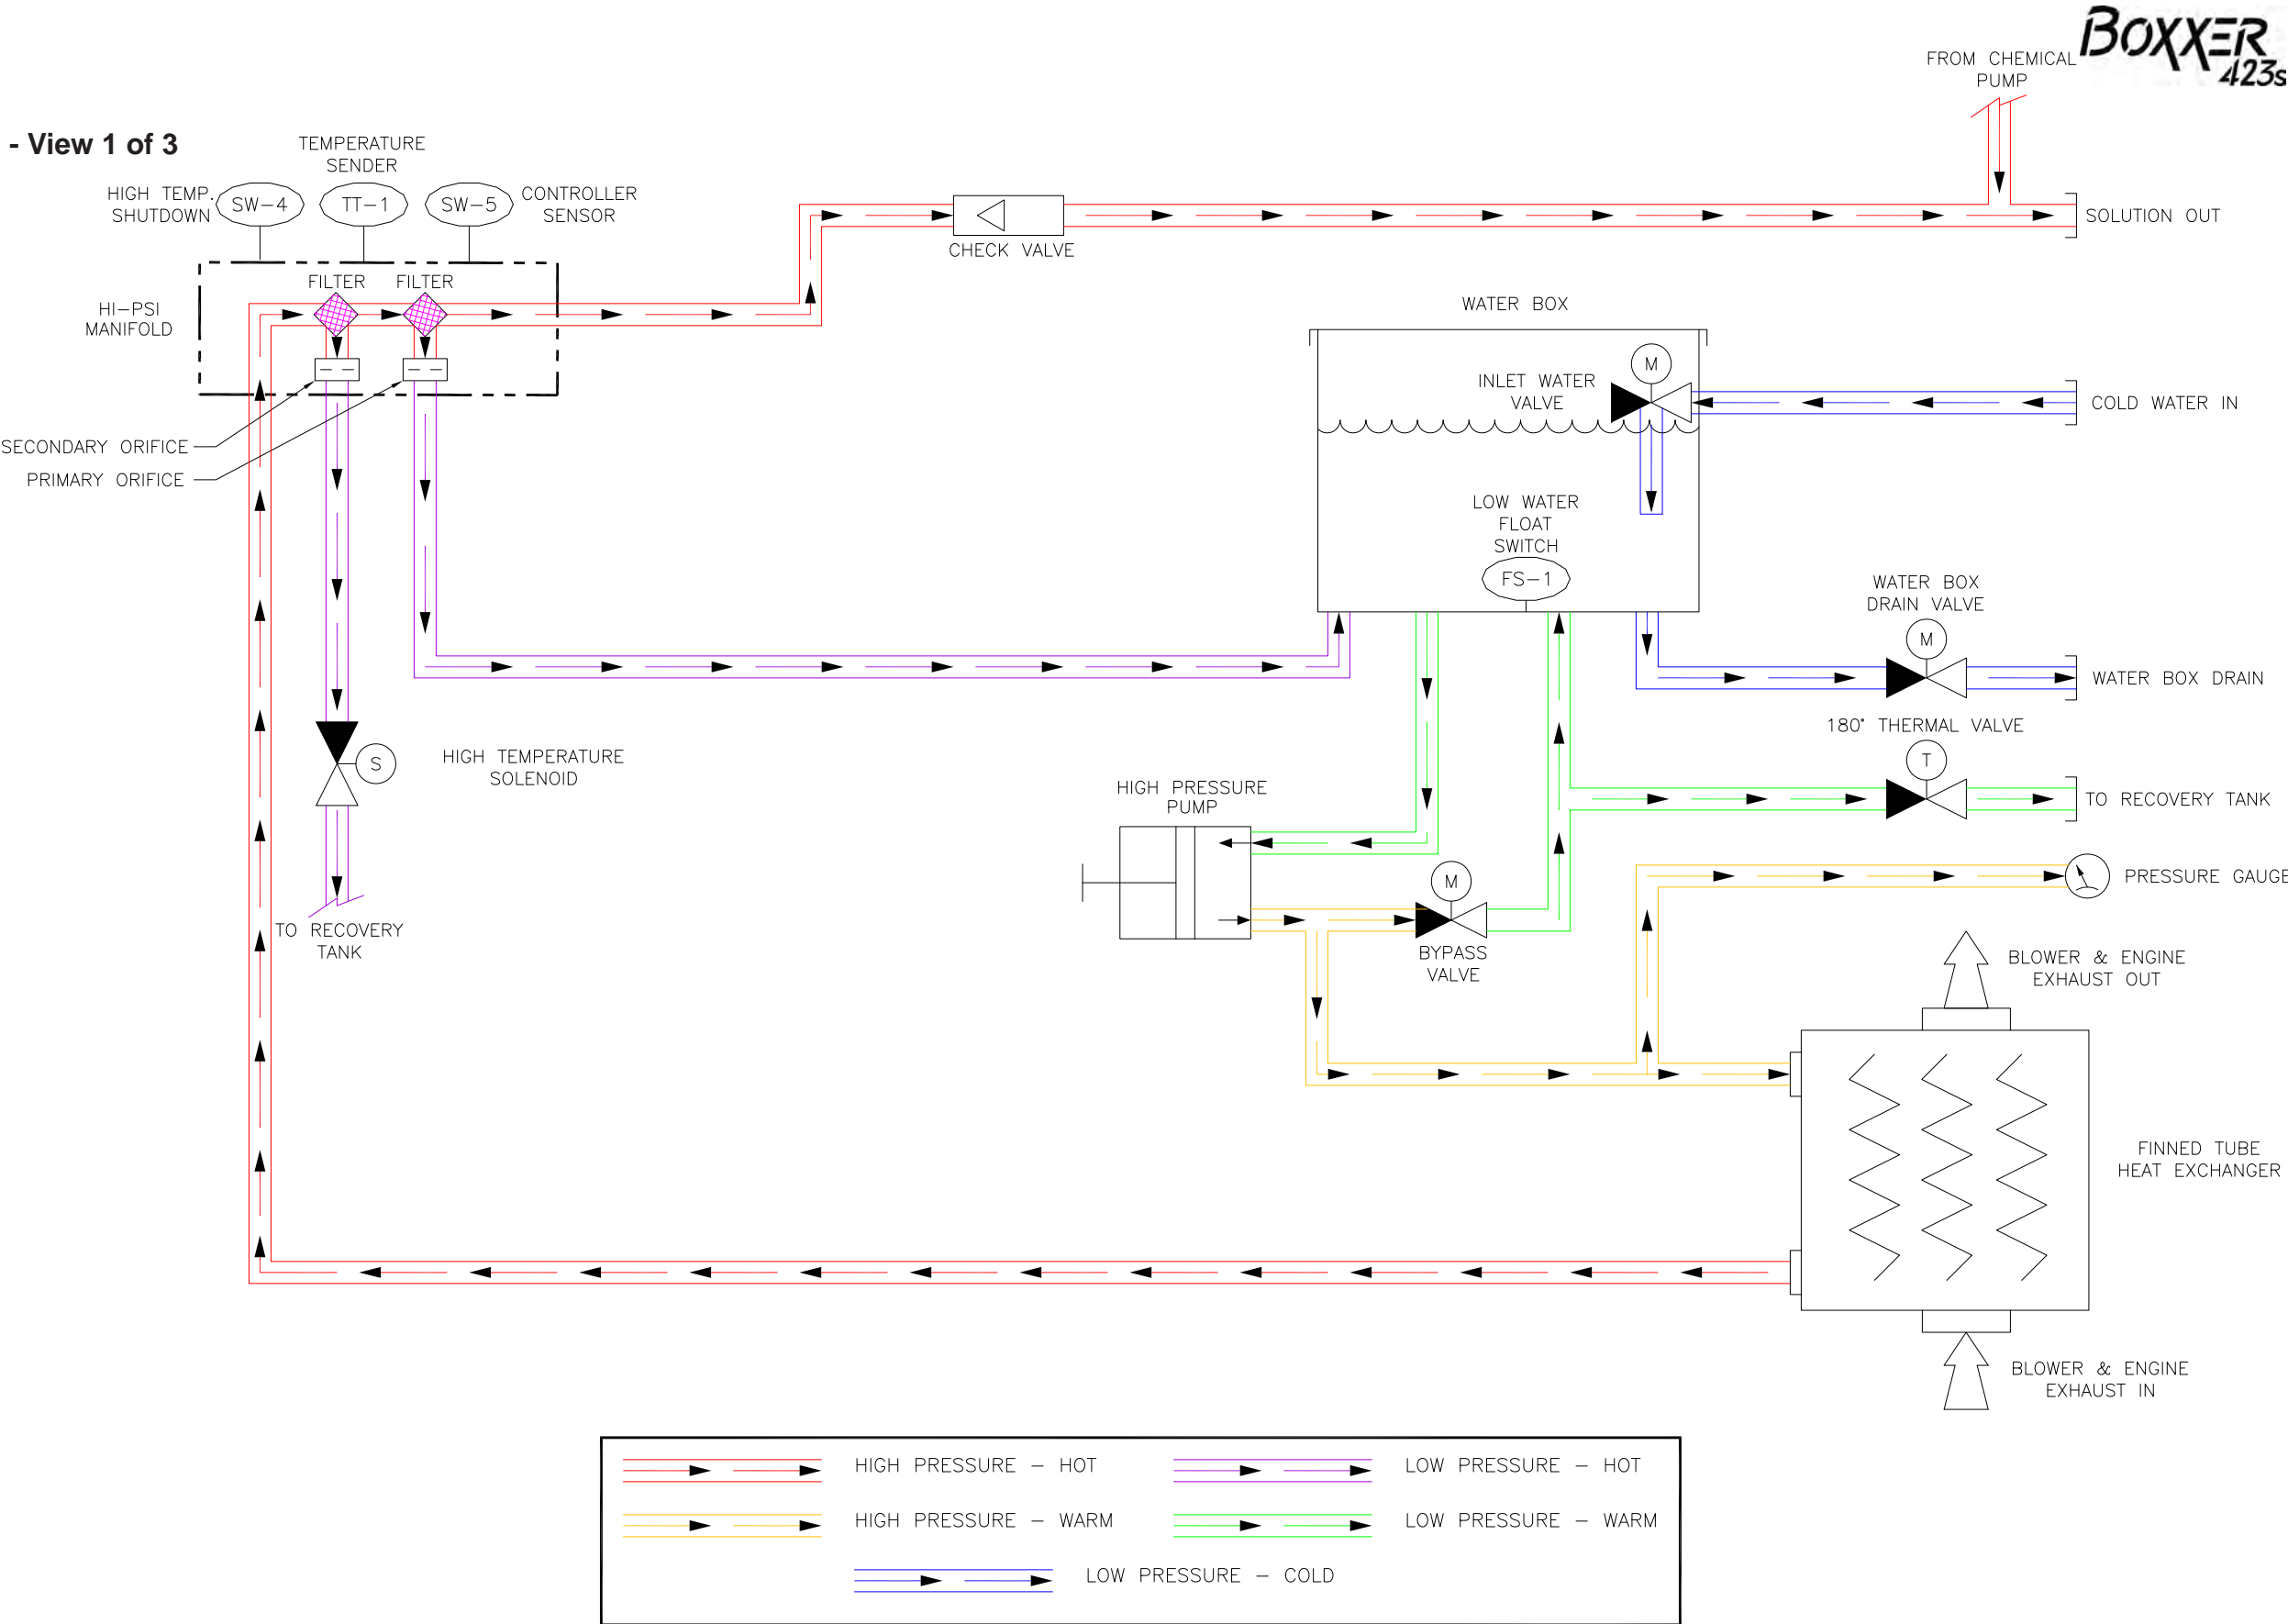 BOXXER
423s
FROM CHEMICAL
PUMP
- View 1 of 3
TEMPERATURE
SENDER
HIGH TEMP.
SHUTDOWN
SW-4
TT-1
SW-5
CONTROLLER
SENSOR
SOLUTION OUT
CHECK VALVE
FILTER
FILTER
HI-PSI
MANIFOLD
WATER BOX
M
INLET WATER
VALVE
COLD WATER IN
SECONDARY ORIFICE
PRIMARY ORIFICE
LOW WATER
FLOAT
SWITCH
FS-1
WATER BOX
DRAIN VALVE
M
WATER BOX DRAIN
180° THERMAL VALVE
T
HIGH TEMPERATURE
SOLENOID
S
HIGH PRESSURE
PUMP
TO RECOVERY TANK
M
PRESSURE GAUGE
TO RECOVERY
TANK
BYPASS
VALVE
BLOWER & ENGINE
EXHAUST OUT
FINNED TUBE
HEAT EXCHANGER
BLOWER & ENGINE
EXHAUST IN
HIGH PRESSURE - HOT
LOW PRESSURE - HOT
HIGH PRESSURE - WARM
LOW PRESSURE - WARM
LOW PRESSURE - COLD